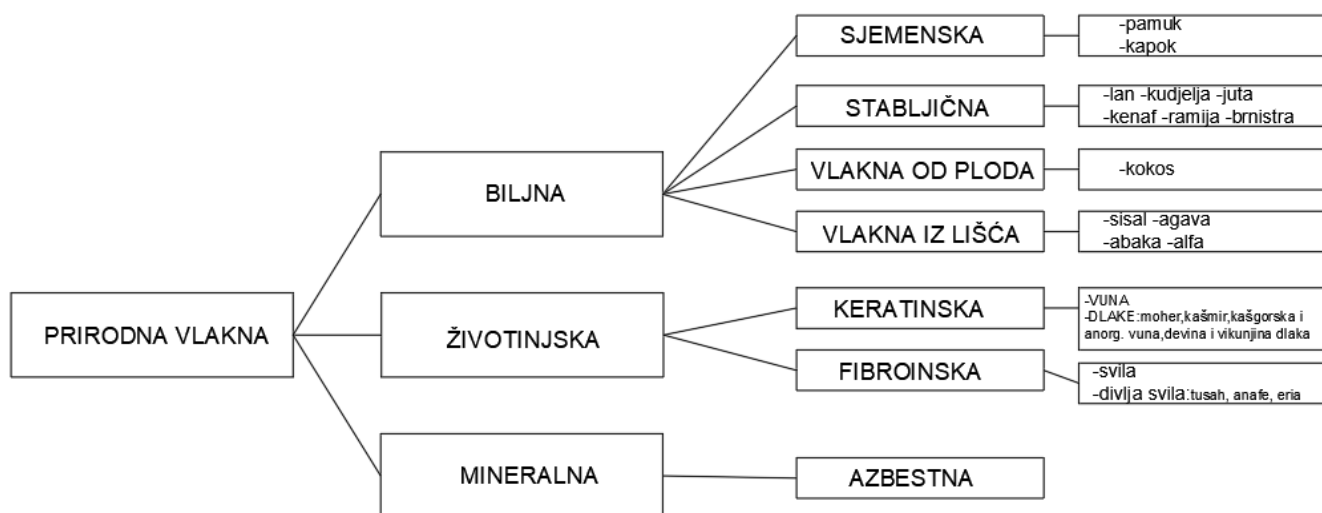 SJEMENSKA
-pamuk
-kapok
STABLJIČNA
-lan -kudjelja -juta
-kenaf -ramija -brnistra
BILJNA
VLAKNA OD PLODA
-kokos
VLAKNA IZ LIŠĆA
-sisal -agava
-abaka -alfa
PRIRODNA VLAKNA
ŽIVOTINJSKA
KERATINSKA
-VUNA
-DLAKE:moher,kašmir,kašgorska i
anorg. vuna,devina i vikunjina dlaka
FIBROINSKA
-svila
-divlja svila:tusah, anafe, eria
MINERALNA
AZBESTNA